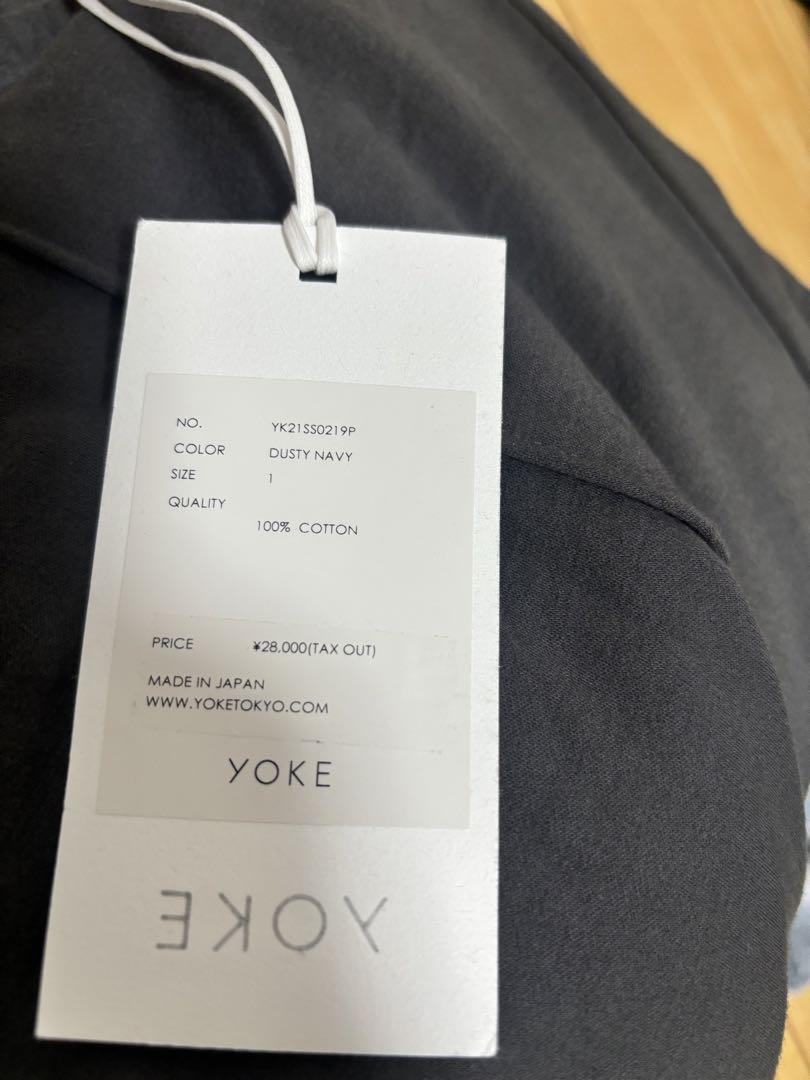 NO. YK21SS0219P
COLOR DUSTY NAVY
SIZE 1
QUALITY
100% COTTON
PRICE ¥28,000(TAX OUT)
MADE IN JAPAN
WWW.YOKETOKYO.COM
YOKE
YOKE